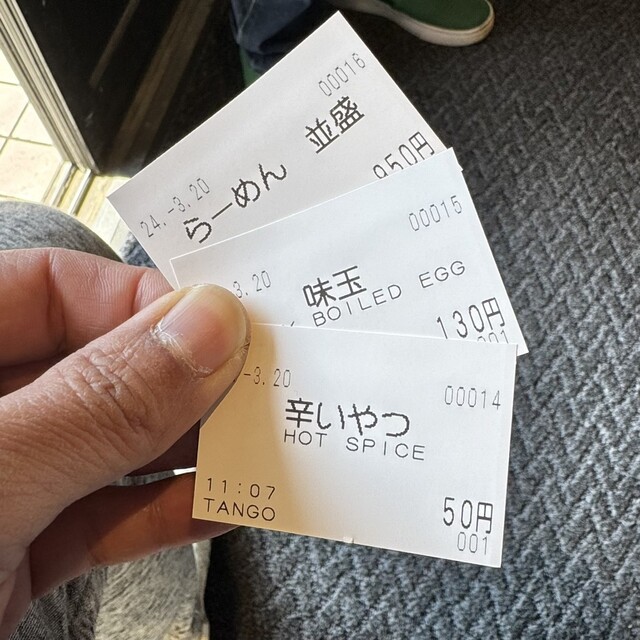 00016
24.-3.20
らーめん 並盛
950円
00015
3.20
味玉
BOILED EGG
130円
001
-3.20
00014
辛いやつ
HOT SPICE
11:07
TANGO
50円
001